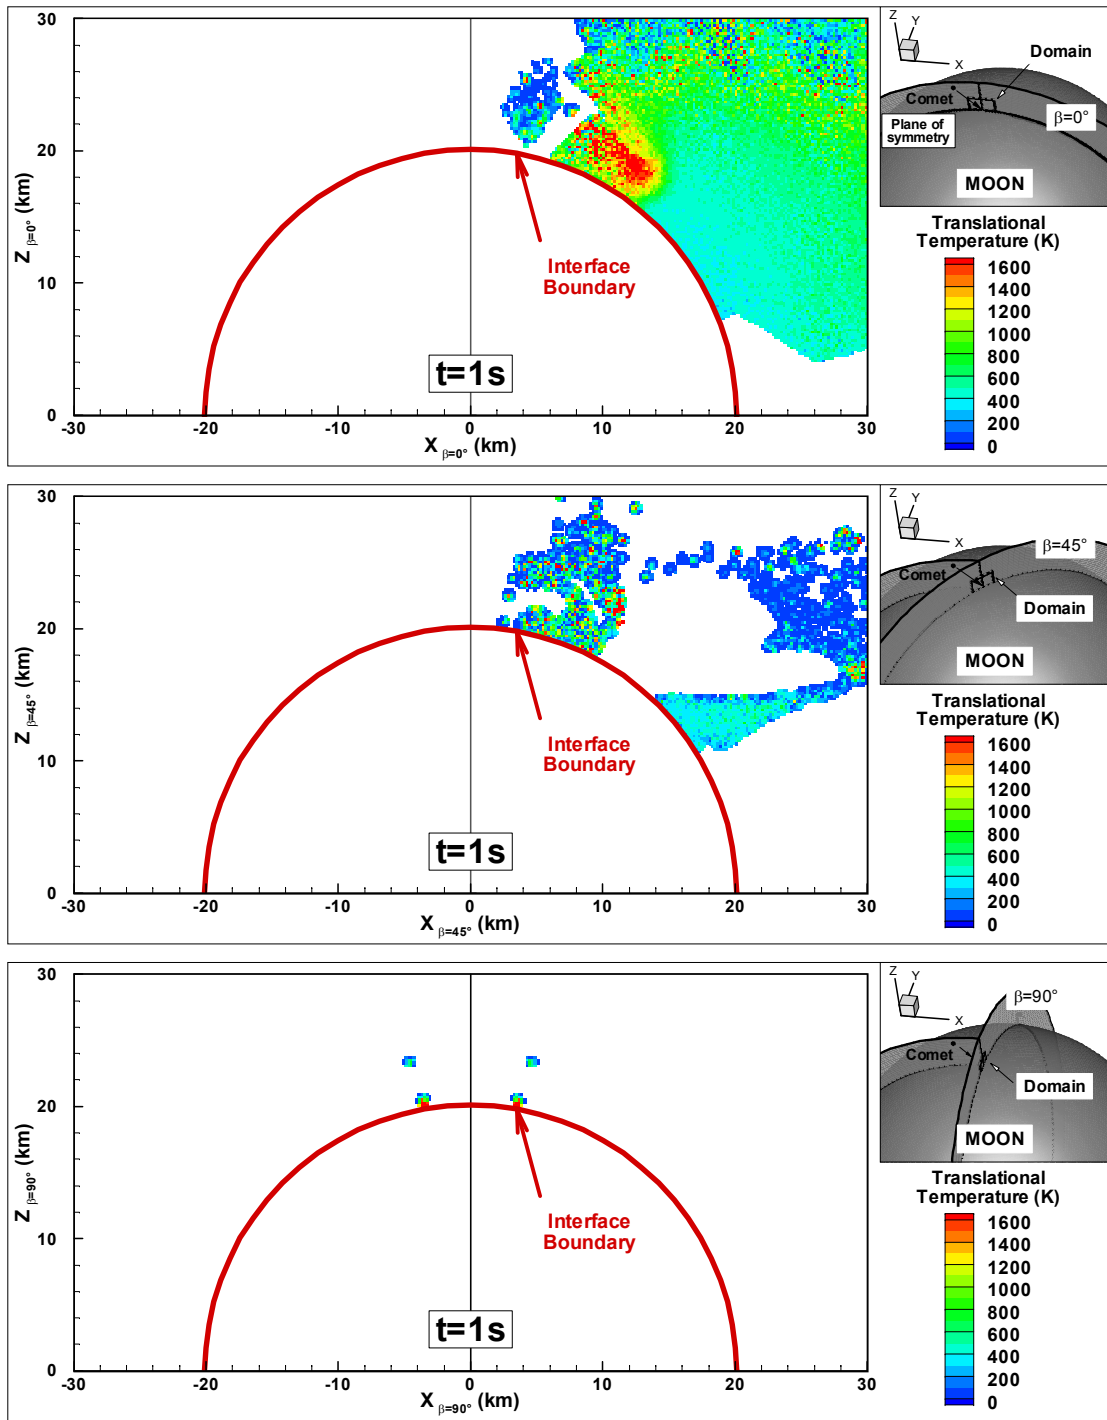 30
20
10
0
-30
-20
-10
0
10
20
30
Z β=0° (km)
X β=0° (km)
Interface
Boundary
t=1s
Z
Y
X
Domain
Comet
β=0°
Plane of
symmetry
MOON
Translational
Temperature (K)
1600
1400
1200
1000
800
600
400
200
0
30
20
10
0
-30
-20
-10
0
10
20
30
Z β=45° (km)
X β=45° (km)
Interface
Boundary
t=1s
Z
Y
X
β=45°
Comet
Domain
MOON
Translational
Temperature (K)
1600
1400
1200
1000
800
600
400
200
0
30
20
10
0
-30
-20
-10
0
10
20
30
Z β=90° (km)
X β=90° (km)
Interface
Boundary
t=1s
Z
Y
X
β=90°
Comet
Domain
MOON
Translational
Temperature (K)
1600
1400
1200
1000
800
600
400
200
0